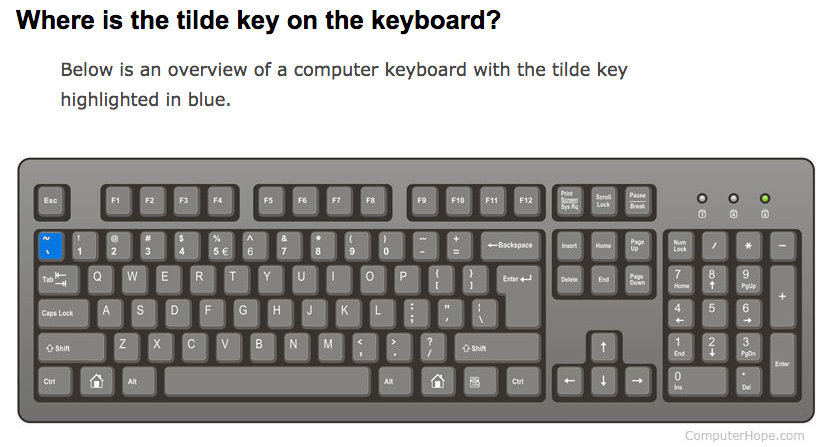 Where is the tilde key on the keyboard?
Below is an overview of a computer keyboard with the tilde key
highlighted in blue.
Esc F1 F2 F3 F4 F5 F6 F7 F8 F9 F10 F11 F12 Print Screen Sys Rq Scroll Lock Pause Break 1 A
~ ` ! 1 @ 2 # 3 $ 4 % 5 € ^ 6 & 7 * 8 ( 9 ) 0 _ - + = ←Backspace Insert Home Page Up Num Lock / * -
Tab Q W E R T Y U I O P { [ } ] Enter Delete End Page Down 7 Home 8 ↑ 9 PgUp +
Caps Lock A S D F G H J K L : ; " ' ¦ \ 4 ← 5 6 →
⇧ Shift Z X C V B N M < , > . ? / ⇧ Shift ↑ 1 End 2 ↓ 3 PgDn Enter
Ctrl Alt Alt Ctrl ← ↓ → 0 Ins . Del
ComputerHope.com